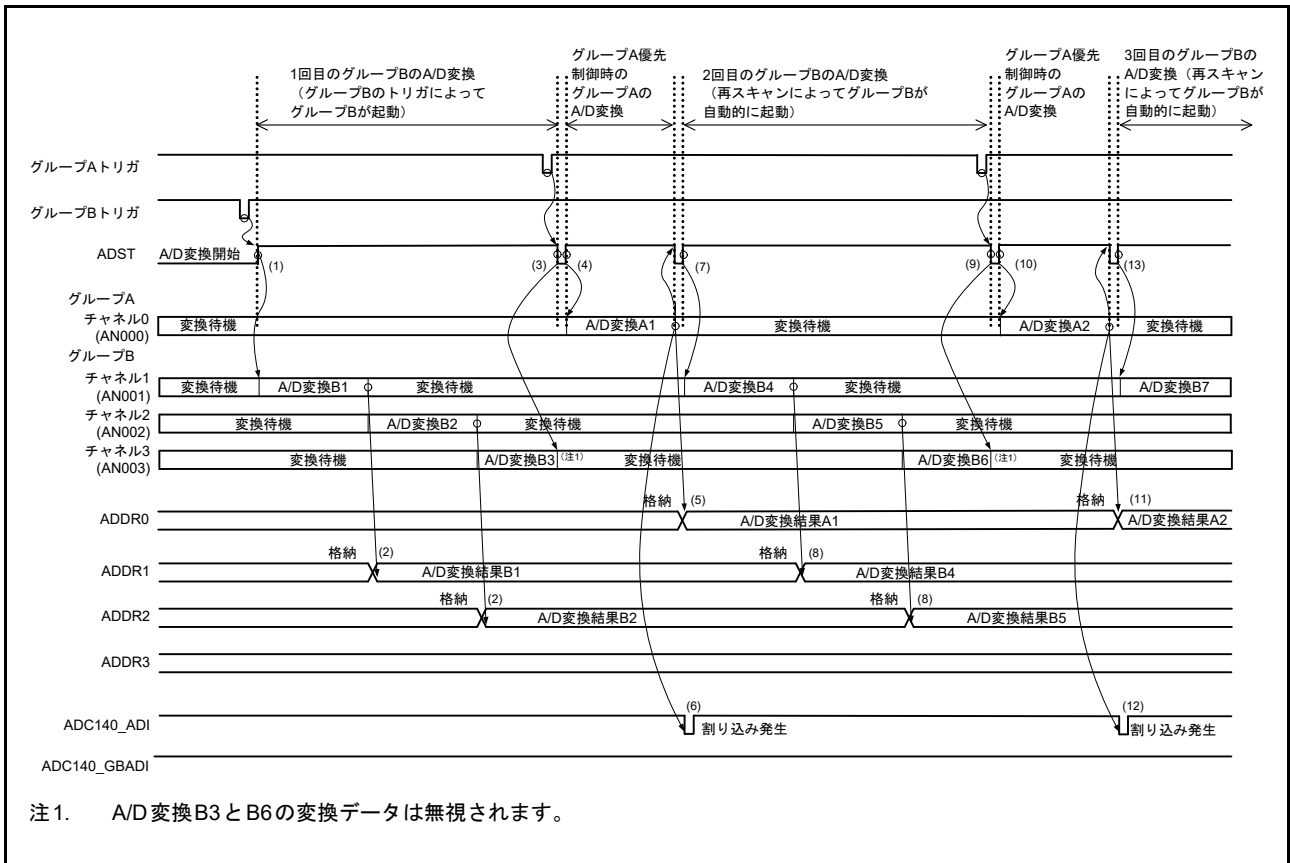 1回目のグループBのA/D変換
（グループBのトリガによって
グループBが起動）
グループA優先
制御時の
グループAの
A/D変換
2回目のグループBのA/D変換
（再スキャンによってグループBが
自動的に起動）
グループA優先
制御時の
グループAの
A/D変換
3回目のグループBの
A/D変換（再スキャン
によってグループBが
自動的に起動）
グループAトリガ
グループBトリガ
ADST A/D変換開始 (1) (3) (4) (7) (9) (10) (13)
グループA
チャネル0
(AN000)
変換待機 A/D変換A1 変換待機 A/D変換A2 変換待機
グループB
チャネル1
(AN001)
変換待機 A/D変換B1 変換待機 A/D変換B4 変換待機 A/D変換B7
チャネル2
(AN002)
変換待機 A/D変換B2 変換待機 A/D変換B5 変換待機
チャネル3
(AN003)
変換待機 A/D変換B3 (注1) 変換待機 A/D変換B6 (注1) 変換待機
格納 (5) 格納 (11)
ADDR0 A/D変換結果A1 A/D変換結果A2
格納 (2) 格納 (8)
ADDR1 A/D変換結果B1 A/D変換結果B4
格納 (2) 格納 (8)
ADDR2 A/D変換結果B2 A/D変換結果B5
ADDR3
(6) (12)
ADC140_ADI 割り込み発生 割り込み発生
ADC140_GBADI
注1. A/D変換B3とB6の変換データは無視されます。